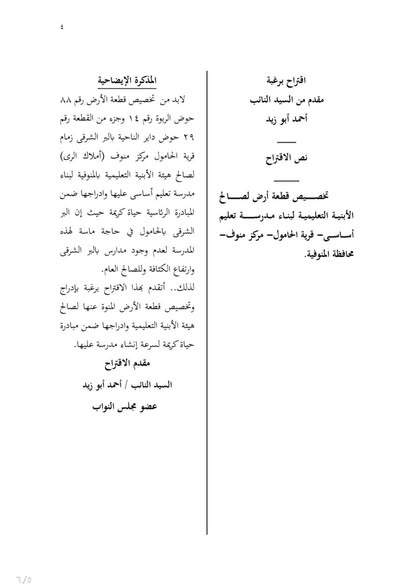 ٤
اقتراح برغبة
مقدم من السيد النائب
أحمد أبو زيد
نص الاقتراح
تخصيص قطعة أرض لصالح
الأبنية التعليمية لبناء مدرسة تعليم
أساسى– قرية الحامول– مركز منوف–
محافظة المنوفية.
المذكرة الإيضاحية
لابد من تخصيص قطعة الأرض رقم ٨٨
حوض الربوة رقم ١٤ وجزء من القطعة رقم
٢٩ حوض داير الناحية بالبر الشرقى زمام
قرية الحامول مركز منوف (أملاك الرى)
لصالح هيئة الأبنية التعليمية بالمنوفية لبناء
مدرسة تعليم أساسى عليها وادراجها ضمن
المبادرة الرئاسية حياة كريمة حيث إن البر
الشرقى بالحامول في حاجة ماسة لهذه
المدرسة لعدم وجود مدارس بالبر الشرقى
وارتفاع الكثافة وللصالح العام.
لذلك.. أتقدم بهذا الاقتراح برغبة بإدراج
وتخصيص قطعة الأرض المنوة عنها لصالح
هيئة الأبنية التعليمية وادراجها ضمن مبادرة
حياة كريمة لسرعة إنشاء مدرسة عليها.
مقدم الاقتراح
السيد النائب / أحمد أبو زيد
عضو مجلس النواب
٦/٥